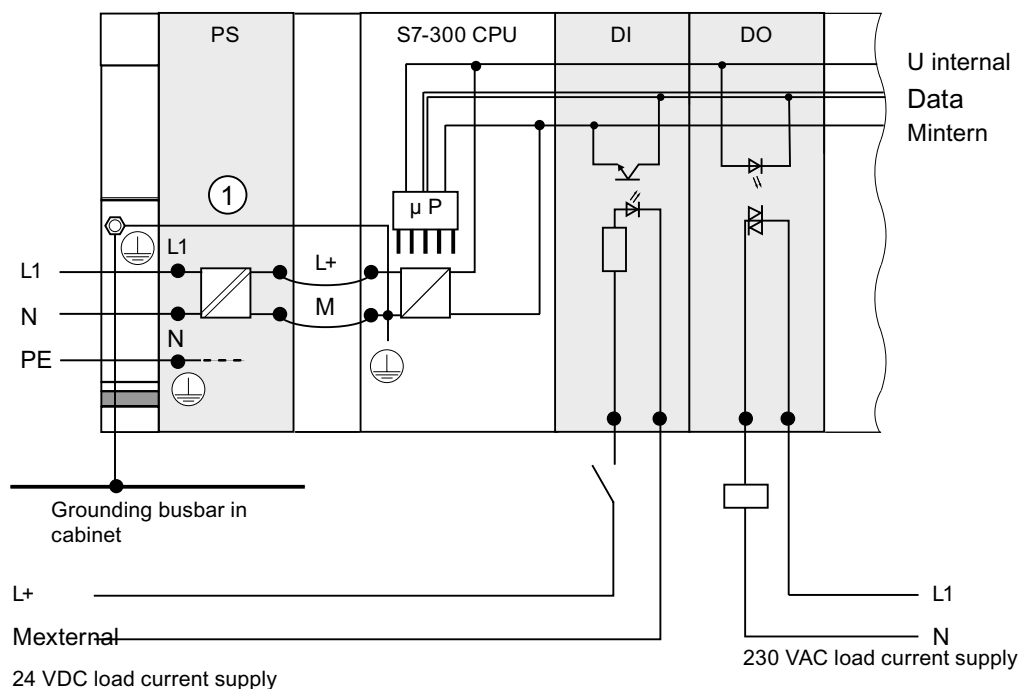 PS
S7-300 CPU
DI
DO
U internal
Data
Mintern
1
µ P
L1
L1
L+
N
M
N
PE
Grounding busbar in
cabinet
L+
L1
Mexternal
N
230 VAC load current supply
24 VDC load current supply